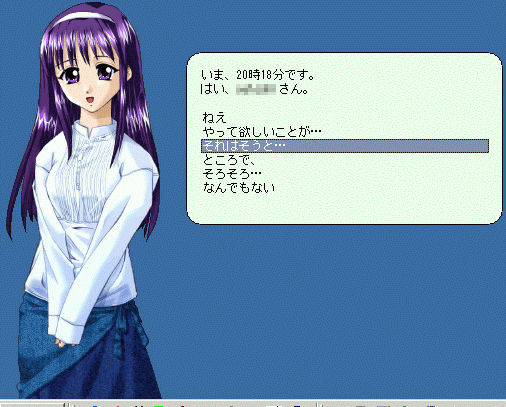 いま、20時18分です。
はい、さん。
ねえ
やって欲しいことが…
それはそうと…
ところで、
そろそろ…
なんでもない